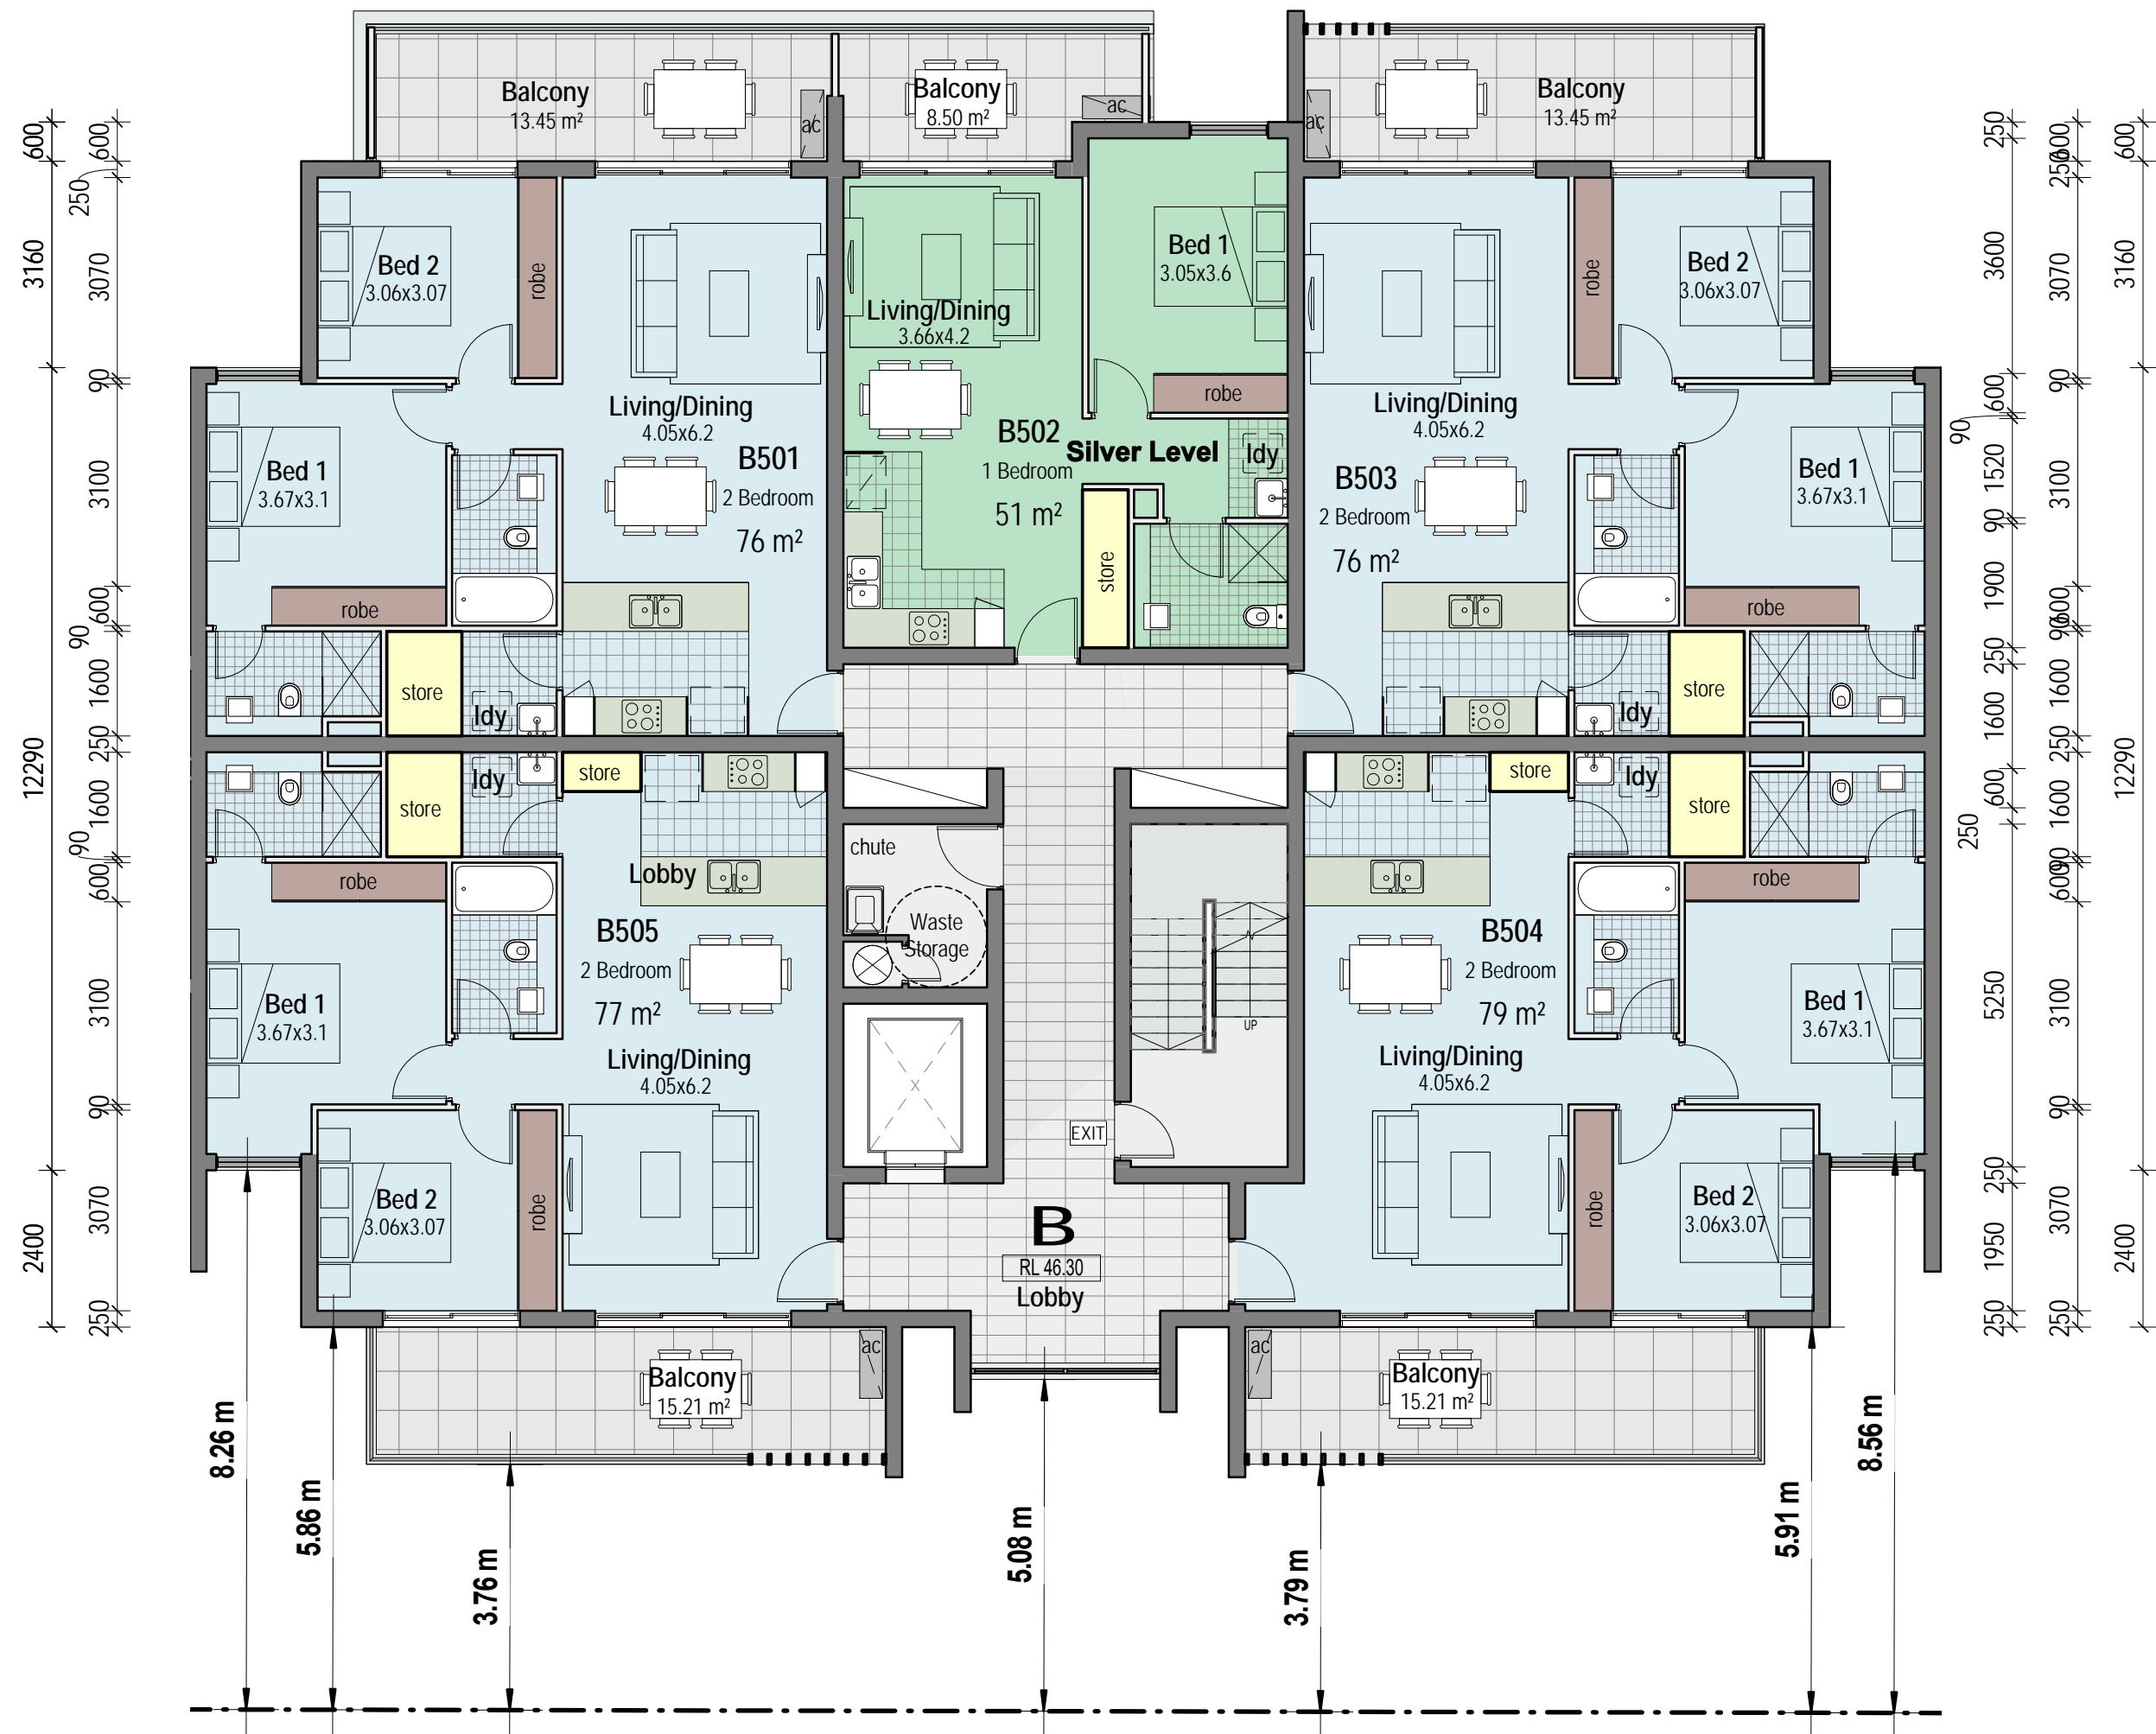 Balcony
13.45 m²
ac
Balcony
8.50 m²
ac
Balcony
13.45 m²
ac
Bed 2
3.06x3.07
robe
Living/Dining
4.05x6.2
B501
2 Bedroom
76 m²
Bed 1
3.67x3.1
robe
store
ldy
Living/Dining
3.66x4.2
Bed 1
3.05x3.6
robe
B502
Silver Level
1 Bedroom
51 m²
ldy
store
Living/Dining
4.05x6.2
B503
2 Bedroom
76 m²
robe
Bed 2
3.06x3.07
Bed 1
3.67x3.1
robe
store
ldy
store
ldy
store
robe
Lobby
B505
2 Bedroom
77 m²
Living/Dining
4.05x6.2
Bed 1
3.67x3.1
Bed 2
3.06x3.07
robe
chute
Waste
Storage
UP
EXIT
B
RL 46.30
Lobby
store
ldy
store
robe
B504
2 Bedroom
79 m²
Living/Dining
4.05x6.2
Bed 1
3.67x3.1
robe
Bed 2
3.06x3.07
ac
Balcony
15.21 m²
ac
Balcony
15.21 m²
600
3160
12290
2400
600
250
3070
90
3100
600
90
1600
250
1600
90
600
3100
90
3070
250
250
3600
600
90
1520
90
1900
250
1600
600
250
5250
250
1950
250
600
250
3070
90
3100
600
90
1600
250
1600
90
600
3100
90
3070
250
600
3160
12290
2400
8.26 m
5.86 m
3.76 m
5.08 m
3.79 m
5.91 m
8.56 m